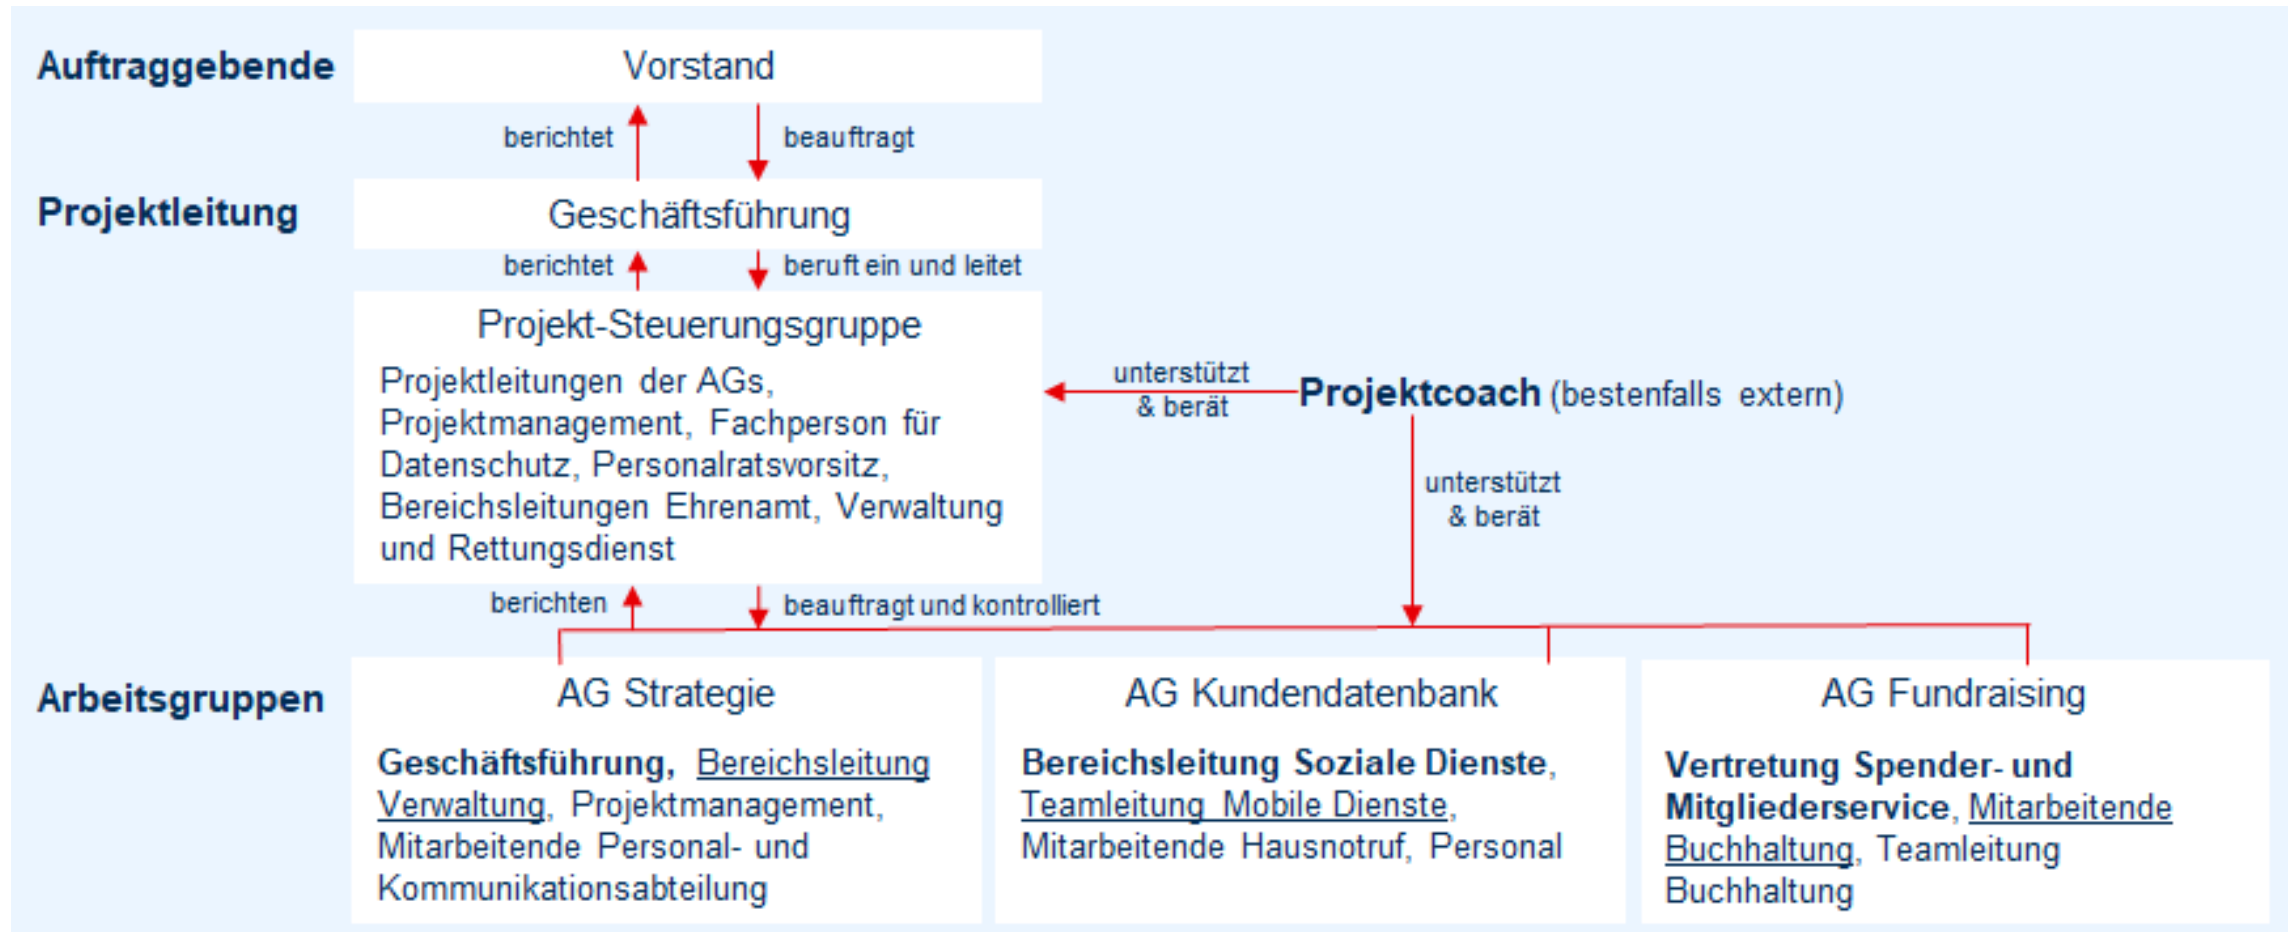 Auftraggebende
Vorstand
berichtet
beauftragt
Projektleitung
Geschäftsführung
berichtet
beruft ein und leitet
Projekt-Steuerungsgruppe
Projektleitungen der AGs,
Projektmanagement, Fachperson für
Datenschutz, Personalratsvorsitz,
Bereichsleitungen Ehrenamt, Verwaltung
und Rettungsdienst
unterstützt
& berät
Projektcoach (bestenfalls extern)
unterstützt
& berät
berichten
beauftragt und kontrolliert
Arbeitsgruppen
AG Strategie
Geschäftsführung, Bereichsleitung
Verwaltung, Projektmanagement,
Mitarbeitende Personal- und
Kommunikationsabteilung
AG Kundendatenbank
Bereichsleitung Soziale Dienste,
Teamleitung Mobile Dienste,
Mitarbeitende Hausnotruf, Personal
AG Fundraising
Vertretung Spender- und
Mitgliederservice, Mitarbeitende
Buchhaltung, Teamleitung
Buchhaltung